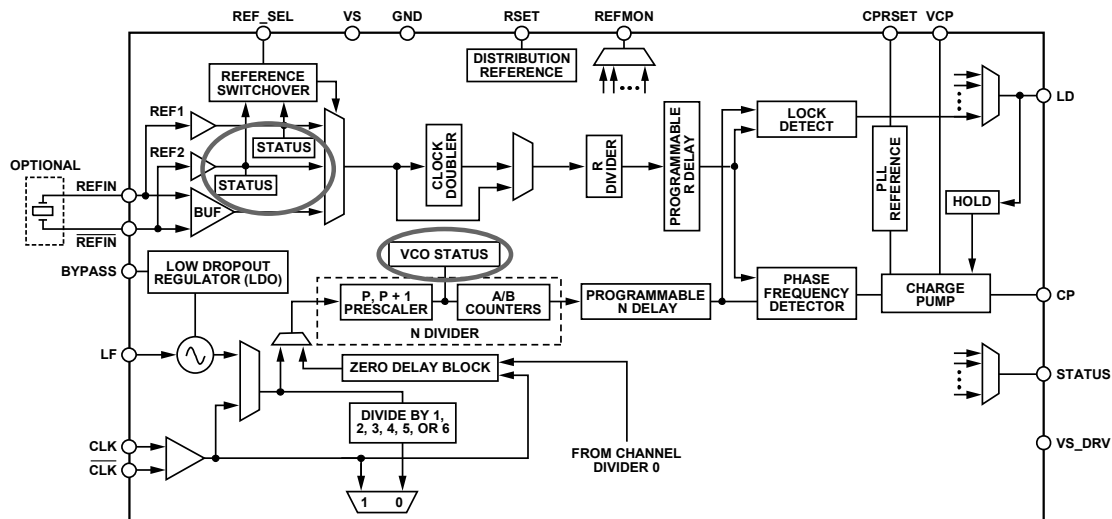 REF_SEL
VS
GND
RSET
REFMON
CPRSET
VCP
DISTRIBUTION
REFERENCE
REFERENCE
SWITCHOVER
LD
REF1
LOCK
DETECT
STATUS
OPTIONAL
REF2
CLOCK
DOUBLER
R
DIVIDER
PROGRAMMABLE
R DELAY
PLL
REFERENCE
REFIN
STATUS
HOLD
BUF
REFIN
VCO STATUS
BYPASS
LOW DROPOUT
REGULATOR (LDO)
P, P + 1
PRESCALER
A/B
COUNTERS
PROGRAMMABLE
N DELAY
PHASE
FREQUENCY
DETECTOR
CHARGE
PUMP
CP
N DIVIDER
LF
ZERO DELAY BLOCK
STATUS
DIVIDE BY 1,
2, 3, 4, 5, OR 6
CLK
VS_DRV
FROM CHANNEL
DIVIDER 0
CLK
1 0